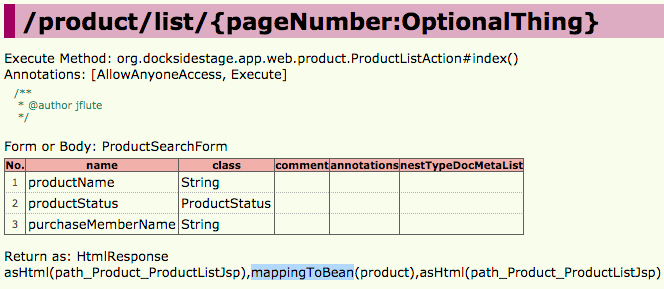 /product/list/{pageNumber:OptionalThing}
Execute Method: org.docksidestage.app.web.product.ProductListAction#index()
Annotations: [AllowAnyoneAccess, Execute]
/**
* @author jflute
*/
Form or Body: ProductSearchForm
No. name class comment annotations nestTypeDocMetaList
1 productName String
2 productStatus ProductStatus
3 purchaseMemberName String
Return as: HtmlResponse
asHtml(path_Product_ProductListJsp),mappingToBean(product),asHtml(path_Product_ProductListJsp)